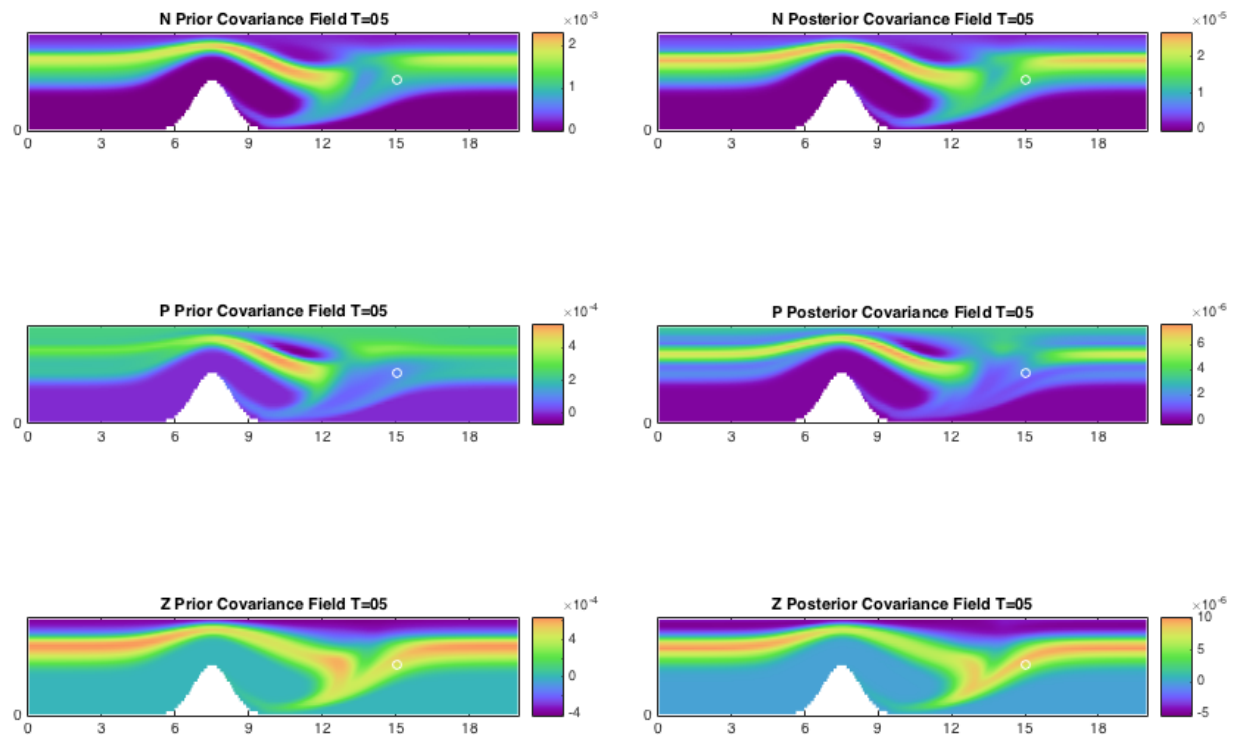 N Prior Covariance Field T=05
×10⁻³
2
1
0
0
0 3 6 9 12 15 18
N Posterior Covariance Field T=05
×10⁻⁵
2
1
0
0
0 3 6 9 12 15 18
P Prior Covariance Field T=05
×10⁻⁴
4
2
0
0
0 3 6 9 12 15 18
P Posterior Covariance Field T=05
×10⁻⁶
6
4
2
0
0
0 3 6 9 12 15 18
Z Prior Covariance Field T=05
×10⁻⁴
4
0
-4
0
0 3 6 9 12 15 18
Z Posterior Covariance Field T=05
×10⁻⁶
10
5
0
-5
0
0 3 6 9 12 15 18